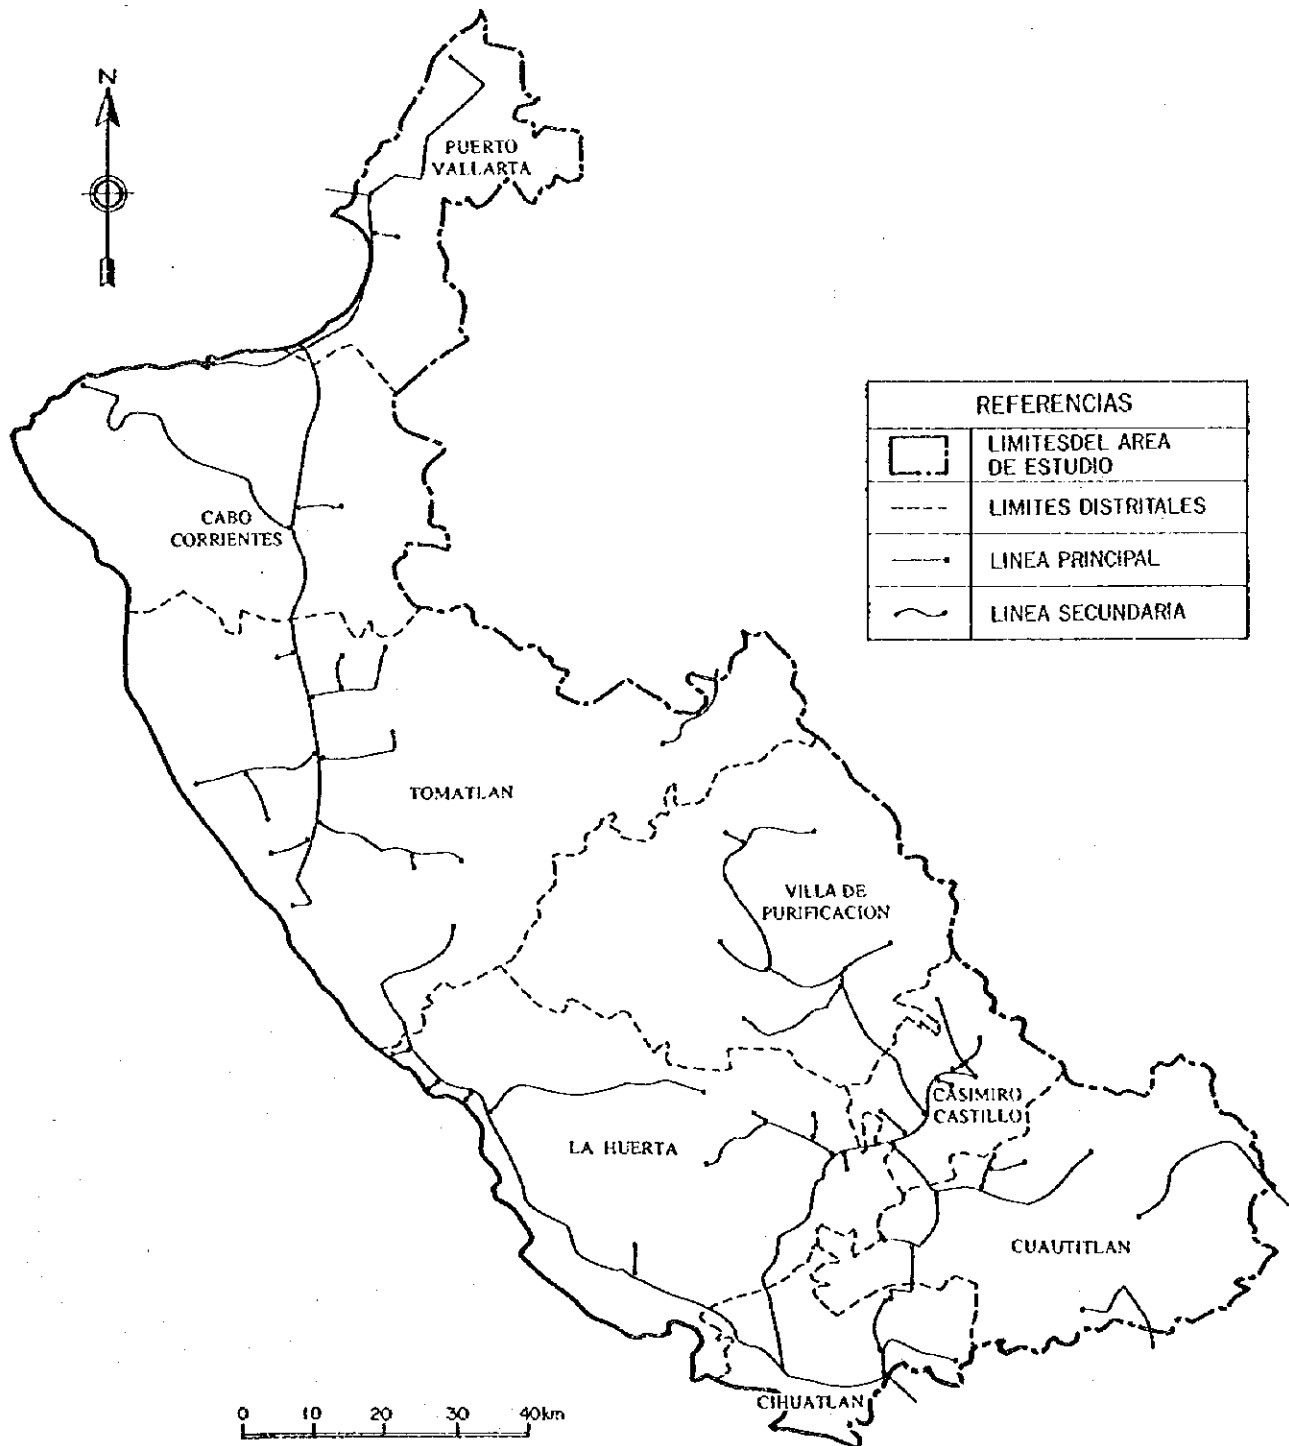 N
PUERTO
VALLARTA
REFERENCIAS
LIMITESDEL AREA
DE ESTUDIO
LIMITES DISTRITALES
LINEA PRINCIPAL
LINEA SECUNDARIA
CABO
CORRIENTES
TOMATLAN
VILLA DE
PURIFICACION
CASIMIRO
CASTILLO
LA HUERTA
CUAUTITLAN
CIHUATLAN
0 10 20 30 40km